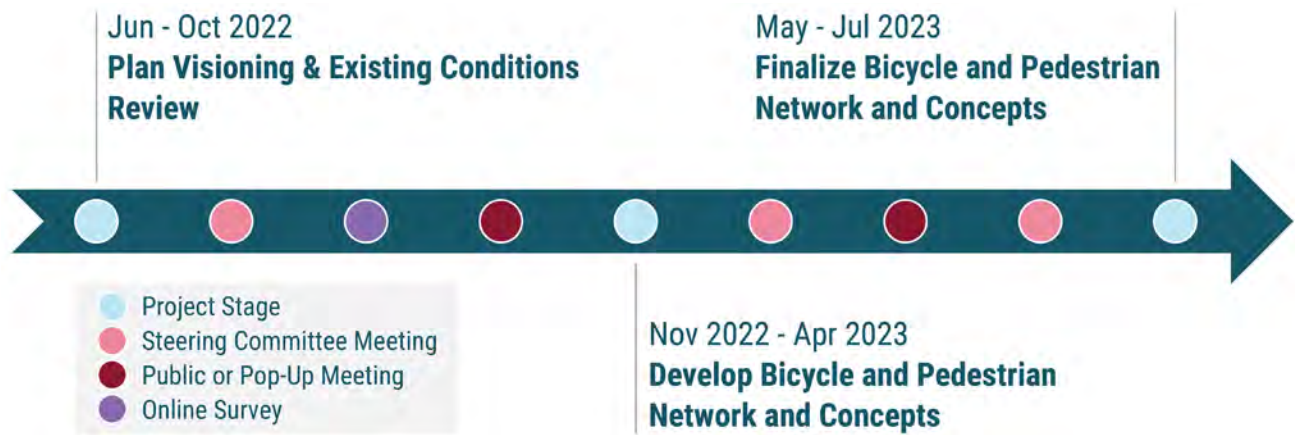 Jun - Oct 2022
Plan Visioning & Existing Conditions
Review
May - Jul 2023
Finalize Bicycle and Pedestrian
Network and Concepts
Project Stage
Steering Committee Meeting
Public or Pop-Up Meeting
Online Survey
Nov 2022 - Apr 2023
Develop Bicycle and Pedestrian
Network and Concepts